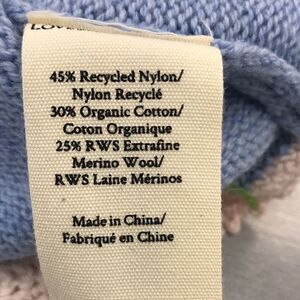 45% Recycled Nylon/
Nylon Recyclé
30% Organic Cotton/
Coton Organique
25% RWS Extrafine
Merino Wool/
RWS Laine Mérinos
Made in China/
Fabriqué en Chine